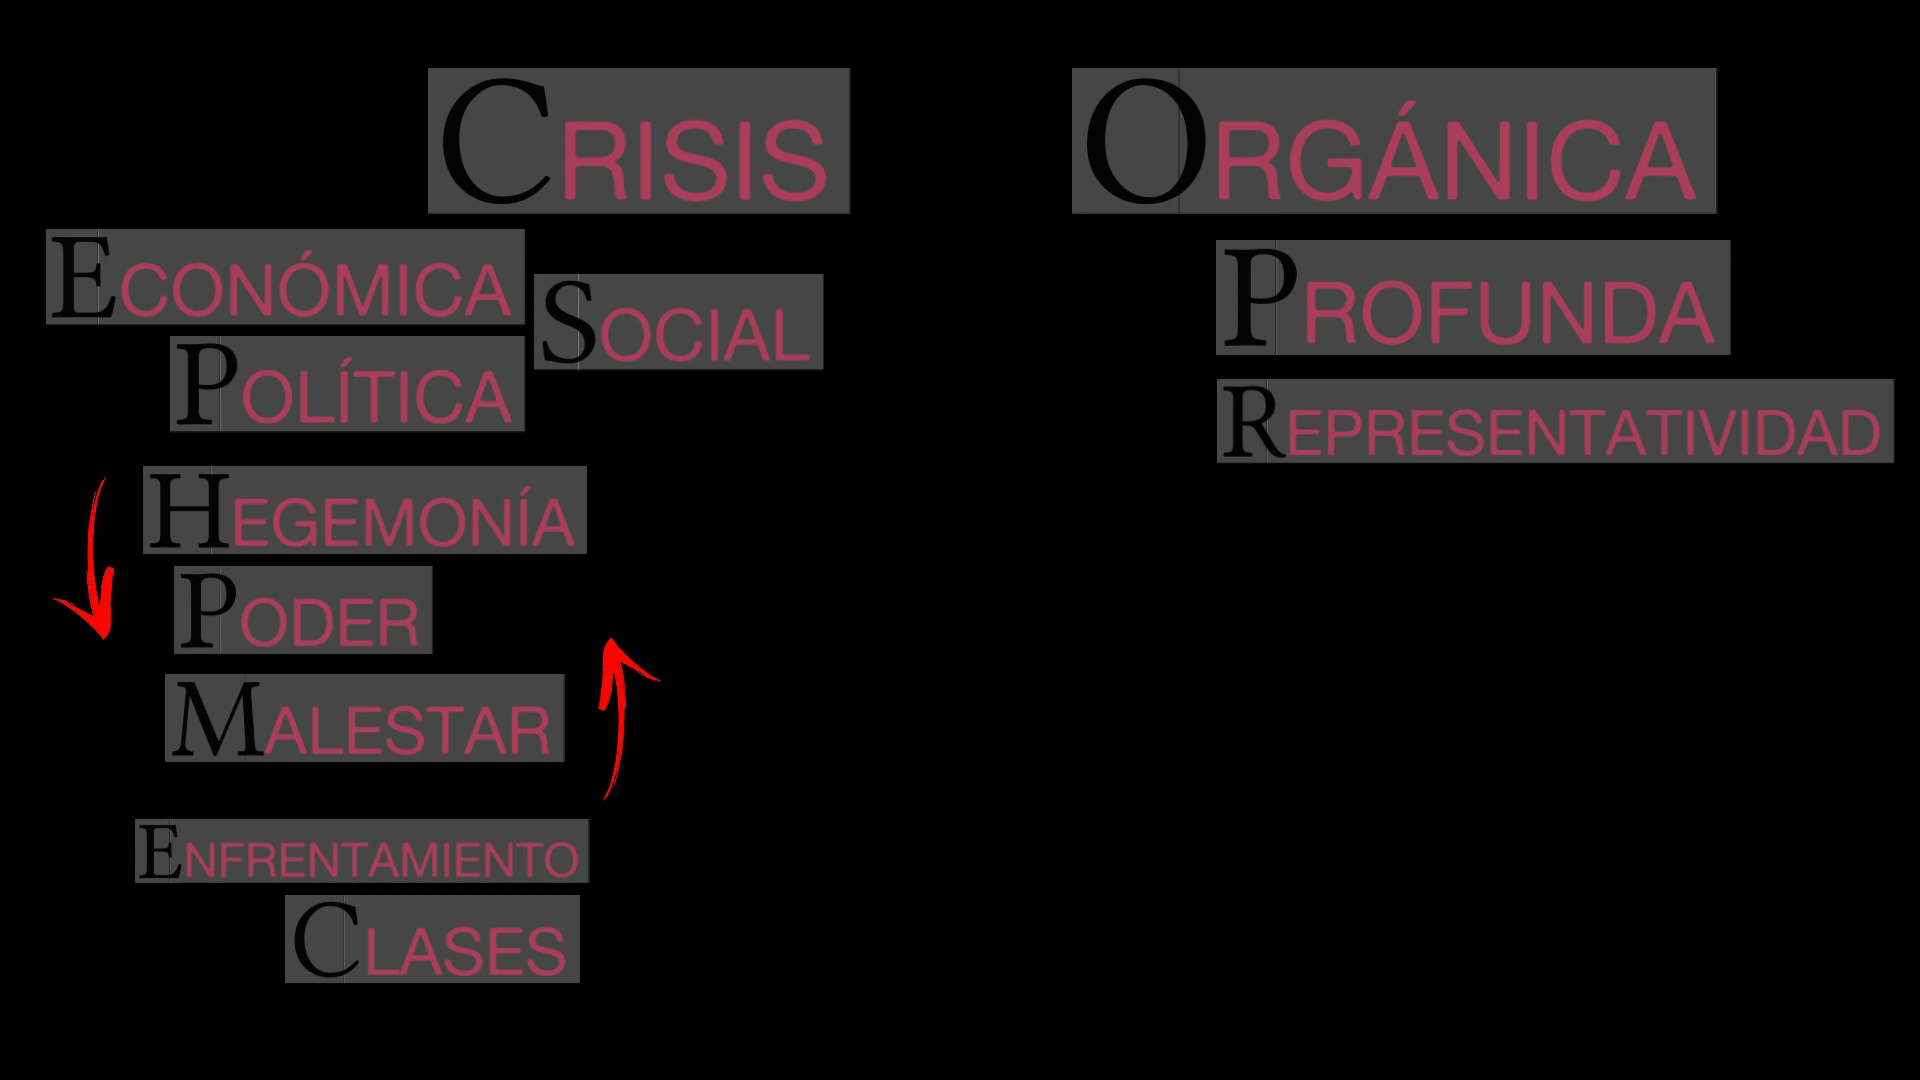 CRISIS ORGÁNICA
ECONÓMICA
SOCIAL
POLÍTICA
HEGEMONÍA
PODER
MALESTAR
ENFRENTAMIENTO
CLASES
PROFUNDA
REPRESENTATIVIDAD